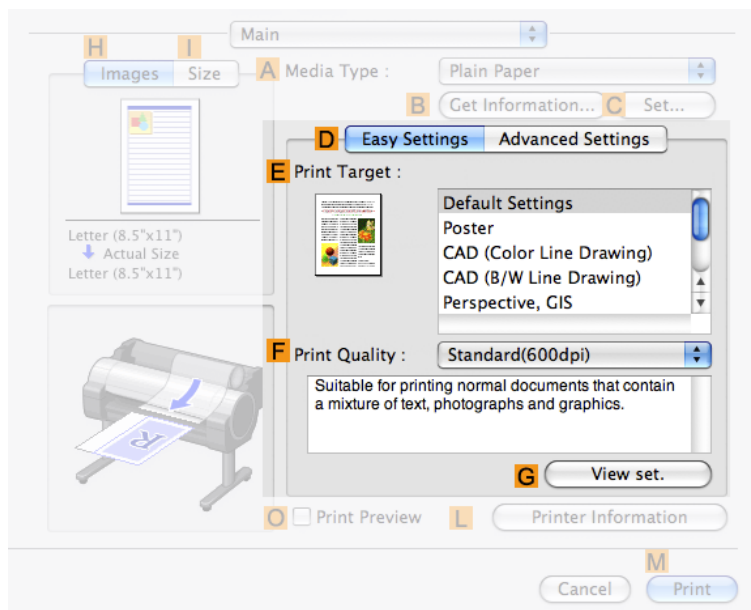 Main
H
I
Images Size
A Media Type : Plain Paper
B Get Information... C Set...
D Easy Settings Advanced Settings
E Print Target :
Default Settings
Poster
CAD (Color Line Drawing)
CAD (B/W Line Drawing)
Perspective, GIS
Letter (8.5"x11")
Actual Size
Letter (8.5"x11")
F Print Quality : Standard(600dpi)
Suitable for printing normal documents that contain
a mixture of text, photographs and graphics.
R
G View set.
O Print Preview L Printer Information
M
Cancel Print